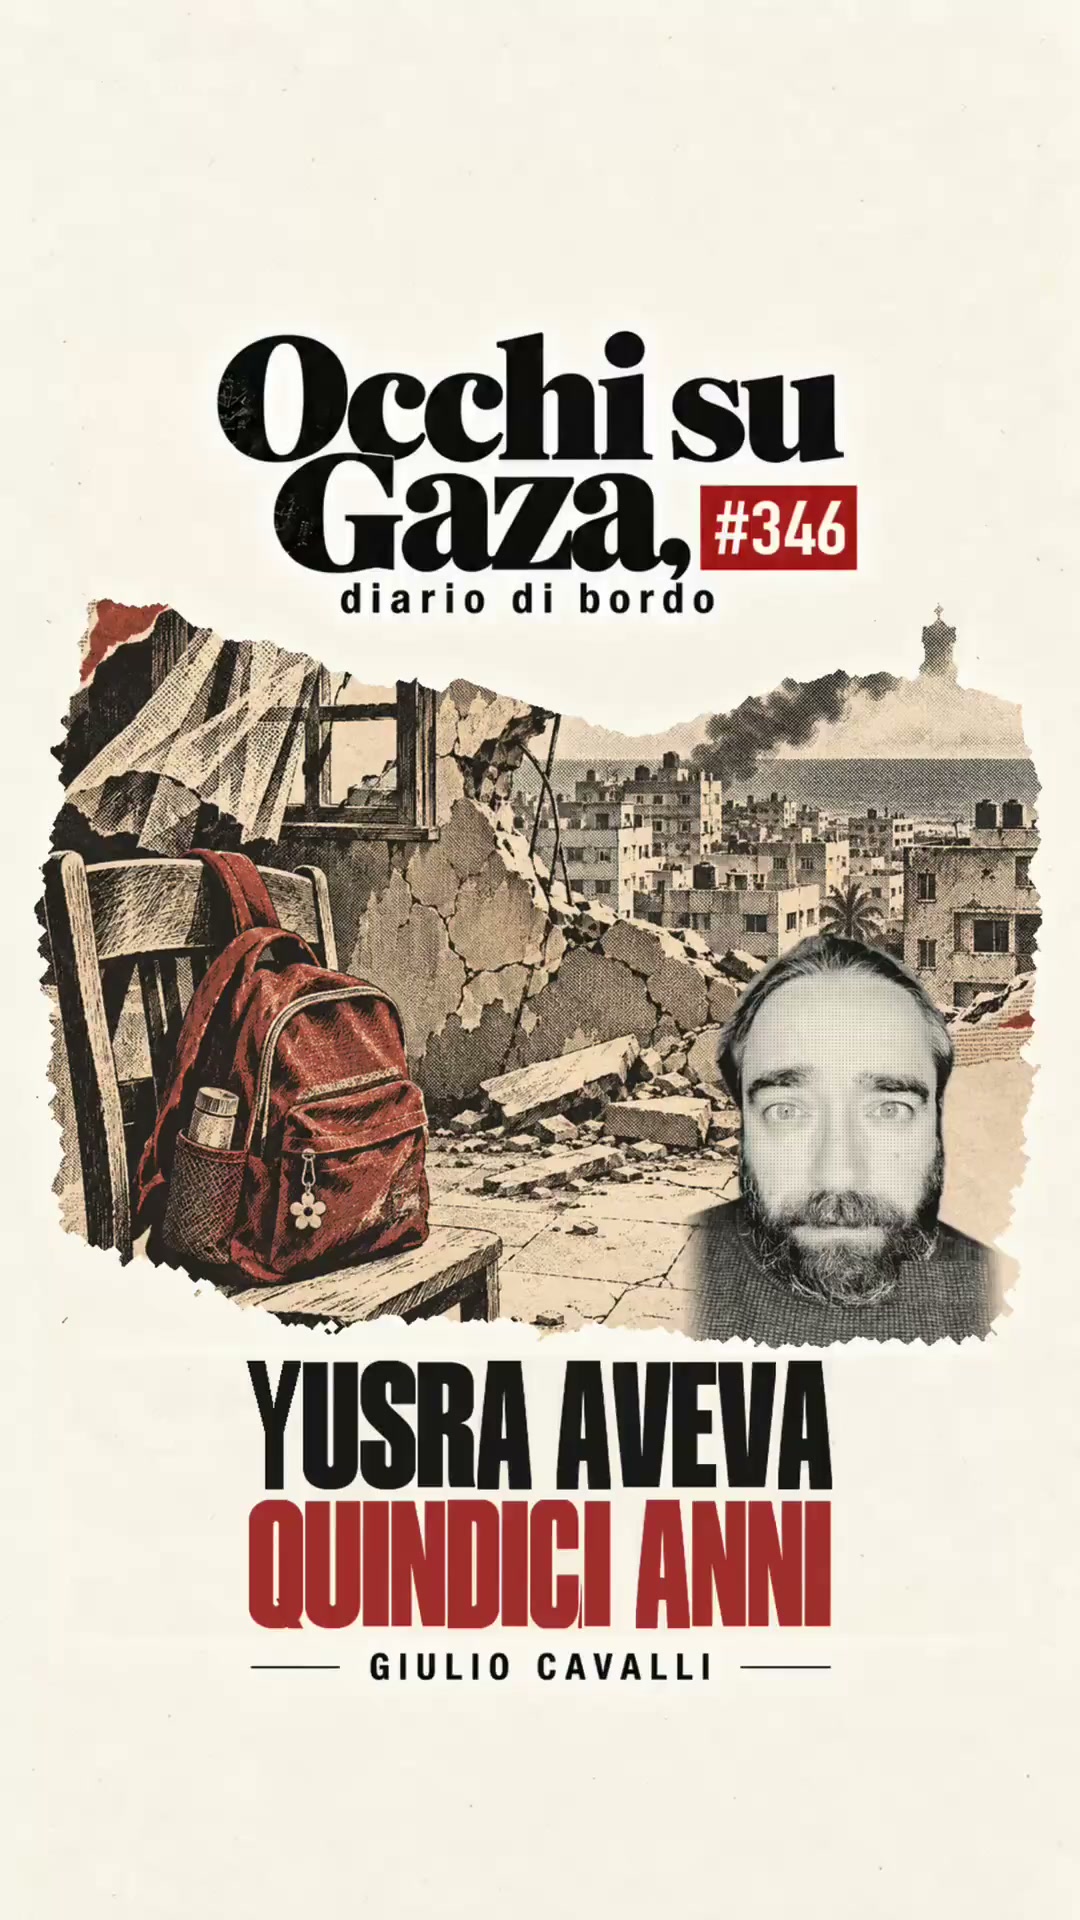 Occhi su
Gaza, #346
diario di bordo
YUSRA AVEVA
QUINDICI ANNI
GIULIO CAVALLI